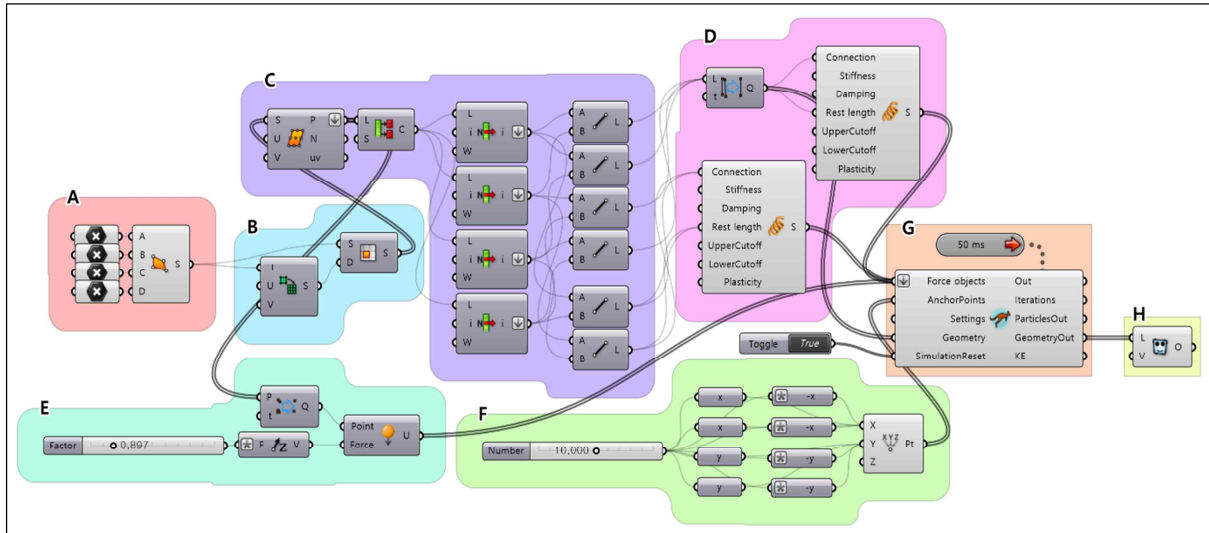 A
A
B
C
D
S
B
I
U
V
S
S
D
S
C
S
U
V
P
N
uv
L
S
C
L
i
W
N
i
L
i
W
N
i
L
i
W
N
i
L
i
W
N
i
A
B
L
A
B
L
A
B
L
A
B
L
A
B
L
A
B
L
D
L
t
Q
Connection
Stiffness
Damping
Rest length
UpperCutoff
LowerCutoff
Plasticity
S
Connection
Stiffness
Damping
Rest length
UpperCutoff
LowerCutoff
Plasticity
S
E
Factor 0,897
P
t
Q
F
Z
V
Point
Force
U
F
Number 10,000
x
x
y
y
-x
-x
-y
-y
X
Y
Z
XYZ
Pt
G
50 ms
Toggle True
Force objects
AnchorPoints
Settings
Geometry
SimulationReset
Out
Iterations
ParticlesOut
GeometryOut
KE
H
L
V
O